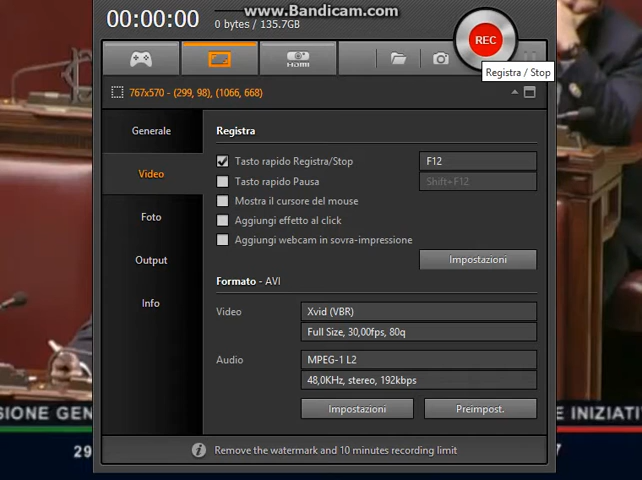 www.Bandicam.com
00:00:00
0 bytes / 135.7GB
REC
HDMI
Registra / Stop
767x570 - (299, 98), (1066, 668)
Generale
Video
Foto
Output
Info
Registra
Tasto rapido Registra/Stop
F12
Tasto rapido Pausa
Shift+F12
Mostra il cursore del mouse
Aggiungi effetto al click
Aggiungi webcam in sovra-impressione
Impostazioni
Formato - AVI
Video
Xvid (VBR)
Full Size, 30,00fps, 80q
Audio
MPEG-1 L2
48,0KHz, stereo, 192kbps
Impostazioni
Preimpost.
SIONE GEN
E INIZIATIV
29
7
Remove the watermark and 10 minutes recording limit